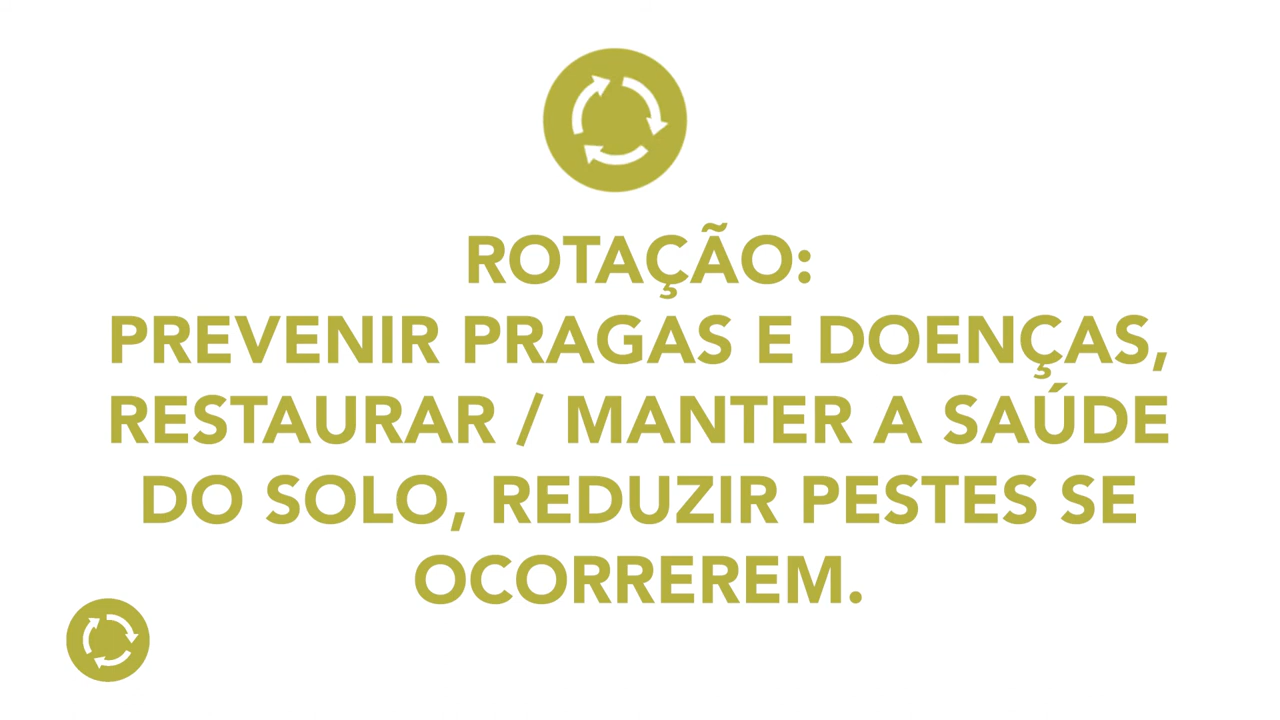 ROTAÇÃO:
PREVENIR PRAGAS E DOENÇAS,
RESTAURAR / MANTER A SAÚDE
DO SOLO, REDUZIR PESTES SE
OCORREREM.